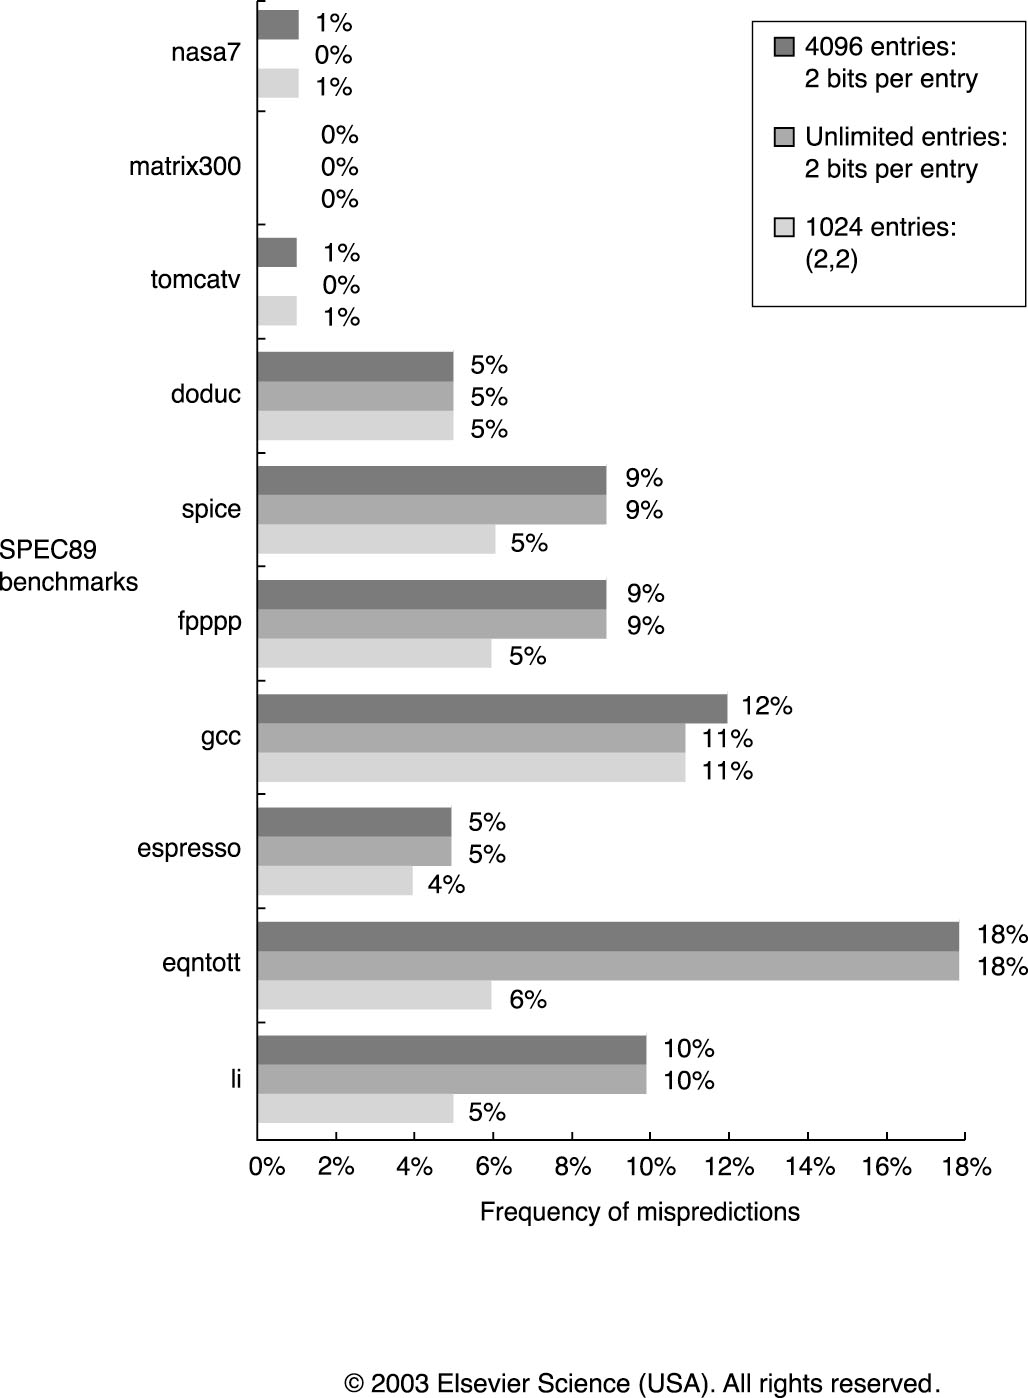 1%
nasa7
0%
1%
4096 entries:
2 bits per entry
Unlimited entries:
2 bits per entry
1024 entries:
(2,2)
0%
matrix300
0%
0%
1%
tomcatv
0%
1%
5%
doduc
5%
5%
9%
spice
9%
5%
SPEC89
benchmarks
9%
fpppp
9%
5%
12%
gcc
11%
11%
5%
espresso
5%
4%
18%
eqntott
18%
6%
10%
li
10%
5%
0% 2% 4% 6% 8% 10% 12% 14% 16% 18%
Frequency of mispredictions
© 2003 Elsevier Science (USA). All rights reserved.